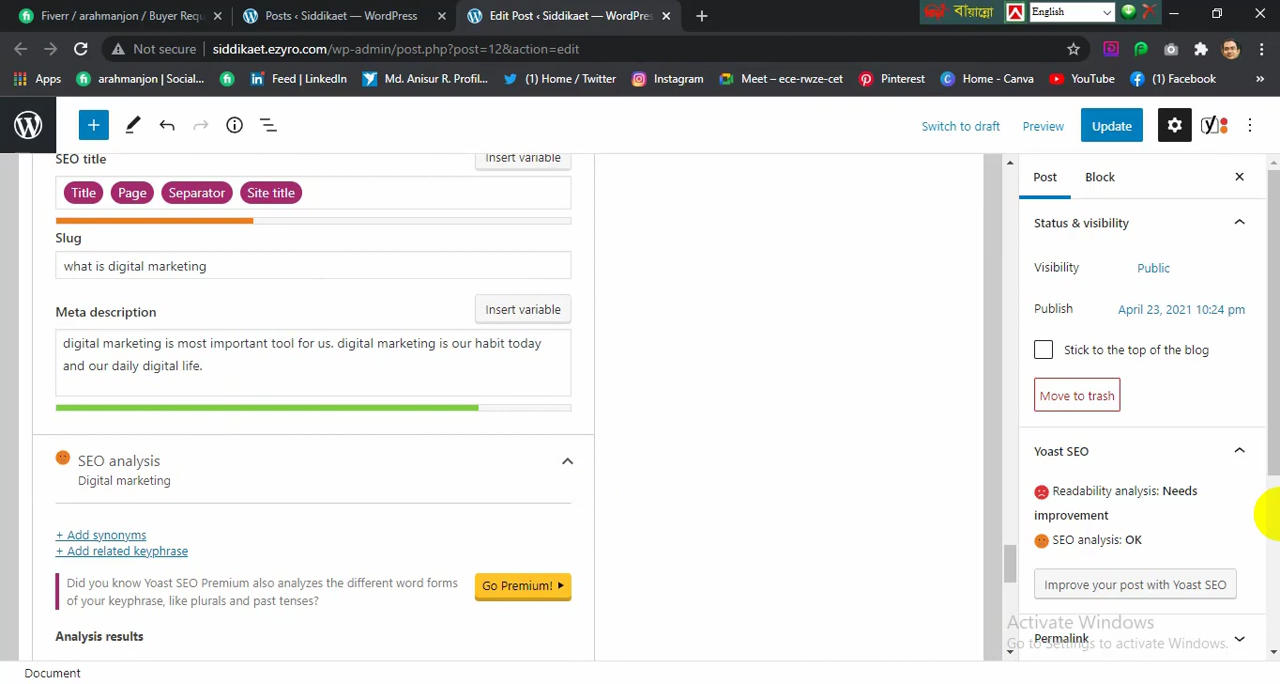 Fiverr / arahmanjon / Buyer Requ
Posts ‹ Siddikaet — WordPress
Edit Post ‹ Siddikaet — WordPres
বায়ান্নো
English
Not secure
siddikaet.ezyro.com/wp-admin/post.php?post=12&action=edit
Apps
arahmanjon | Social...
Feed | LinkedIn
Md. Anisur R. Profil...
(1) Home / Twitter
Instagram
Meet – ece-rwze-cet
Pinterest
Home - Canva
YouTube
(1) Facebook
»
Switch to draft
Preview
Update
SEO title
Insert variable
Title
Page
Separator
Site title
Slug
what is digital marketing
Meta description
Insert variable
digital marketing is most important tool for us. digital marketing is our habit today
and our daily digital life.
SEO analysis
Digital marketing
+ Add synonyms
+ Add related keyphrase
Did you know Yoast SEO Premium also analyzes the different word forms
of your keyphrase, like plurals and past tenses?
Go Premium!
Analysis results
Document
Post
Block
Status & visibility
Visibility
Public
Publish
April 23, 2021 10:24 pm
Stick to the top of the blog
Move to trash
Yoast SEO
Readability analysis: Needs
improvement
SEO analysis: OK
Improve your post with Yoast SEO
Activate Windows
Permalink
Go to Settings to activate Windows.